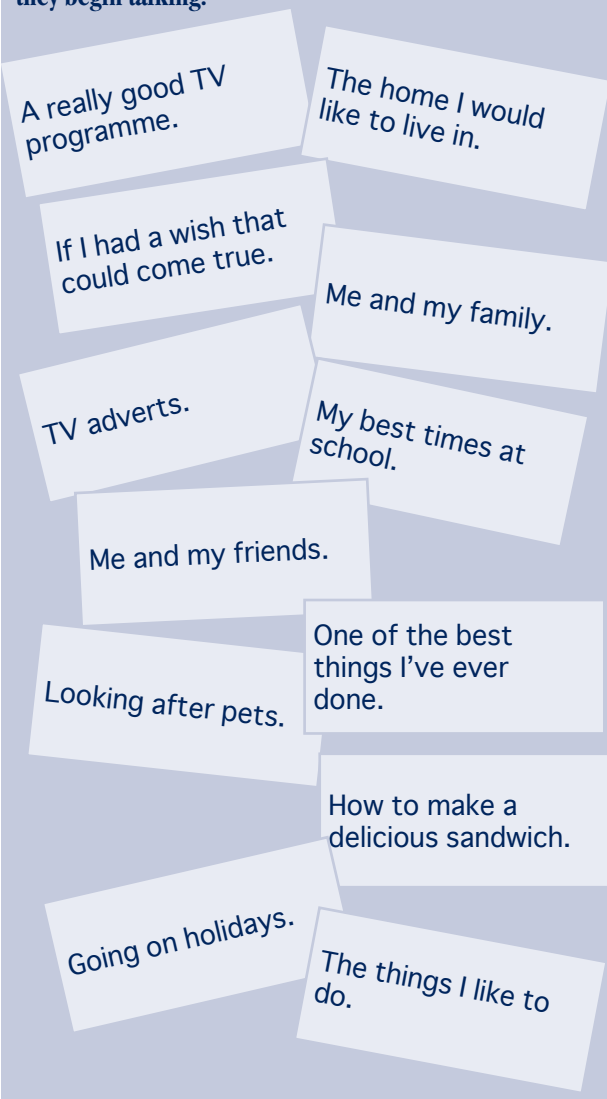 they begin talking.
A really good TV
programme.
The home I would
like to live in.
If I had a wish that
could come true.
Me and my family.
TV adverts.
My best times at
school.
Me and my friends.
One of the best
things I've ever
done.
Looking after pets.
How to make a
delicious sandwich.
Going on holidays.
The things I like to
do.